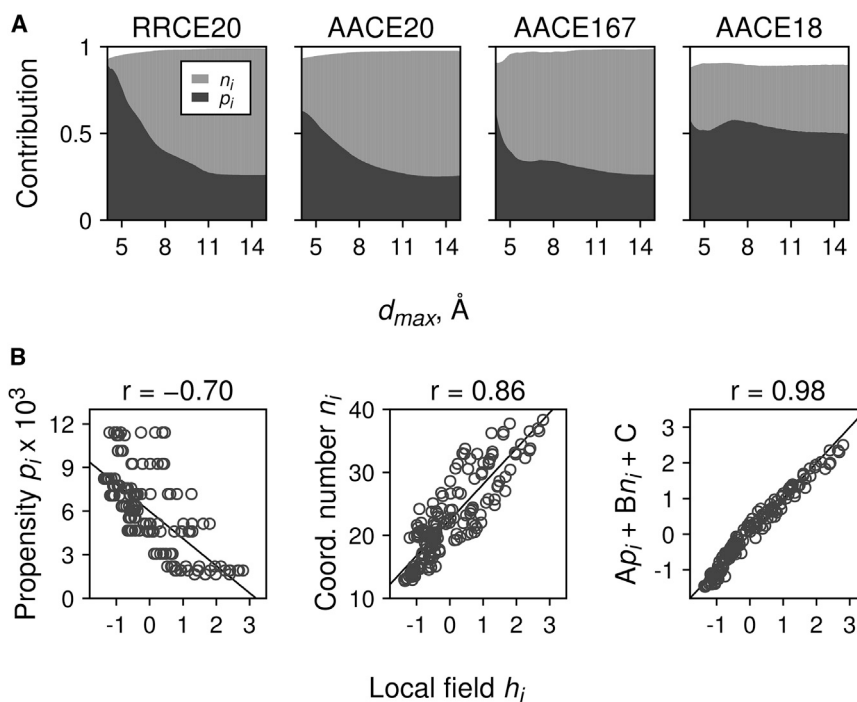 A
RRCE20 AACE20 AACE167 AACE18
Contribution
1
0.5
0
n_i
p_i
5 8 11 14 5 8 11 14 5 8 11 14 5 8 11 14
d_max, Å
B
r = −0.70 r = 0.86 r = 0.98
Propensity p_i x 10³
12
9
6
3
0
-1 0 1 2 3
Coord. number n_i
40
30
20
10
-1 0 1 2 3
Ap_i + Bn_i + C
3
2
1
0
-1
-1 0 1 2 3
Local field h_i